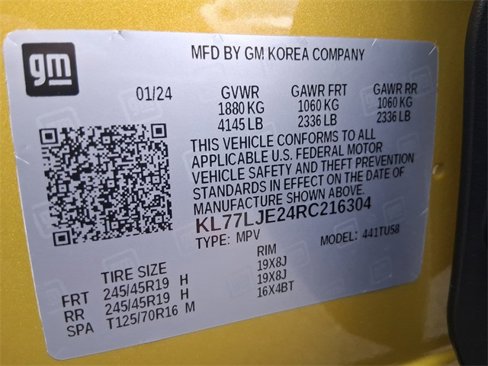 gm
MFD BY GM KOREA COMPANY
01/24 GVWR GAWR FRT GAWR RR
1880 KG 1060 KG 1060 KG
4145 LB 2336 LB 2336 LB
THIS VEHICLE CONFORMS TO ALL
APPLICABLE U.S. FEDERAL MOTOR
VEHICLE SAFETY AND THEFT PREVENTION
STANDARDS IN EFFECT ON THE DATE OF
MANUFACTURE SHOWN ABOVE.
KL77LJE24RC216304
TYPE: MPV MODEL: 441TU58
TIRE SIZE RIM
FRT 245/45R19 H 19X8J
RR 245/45R19 H 19X8J
SPA T125/70R16 M 16X4BT